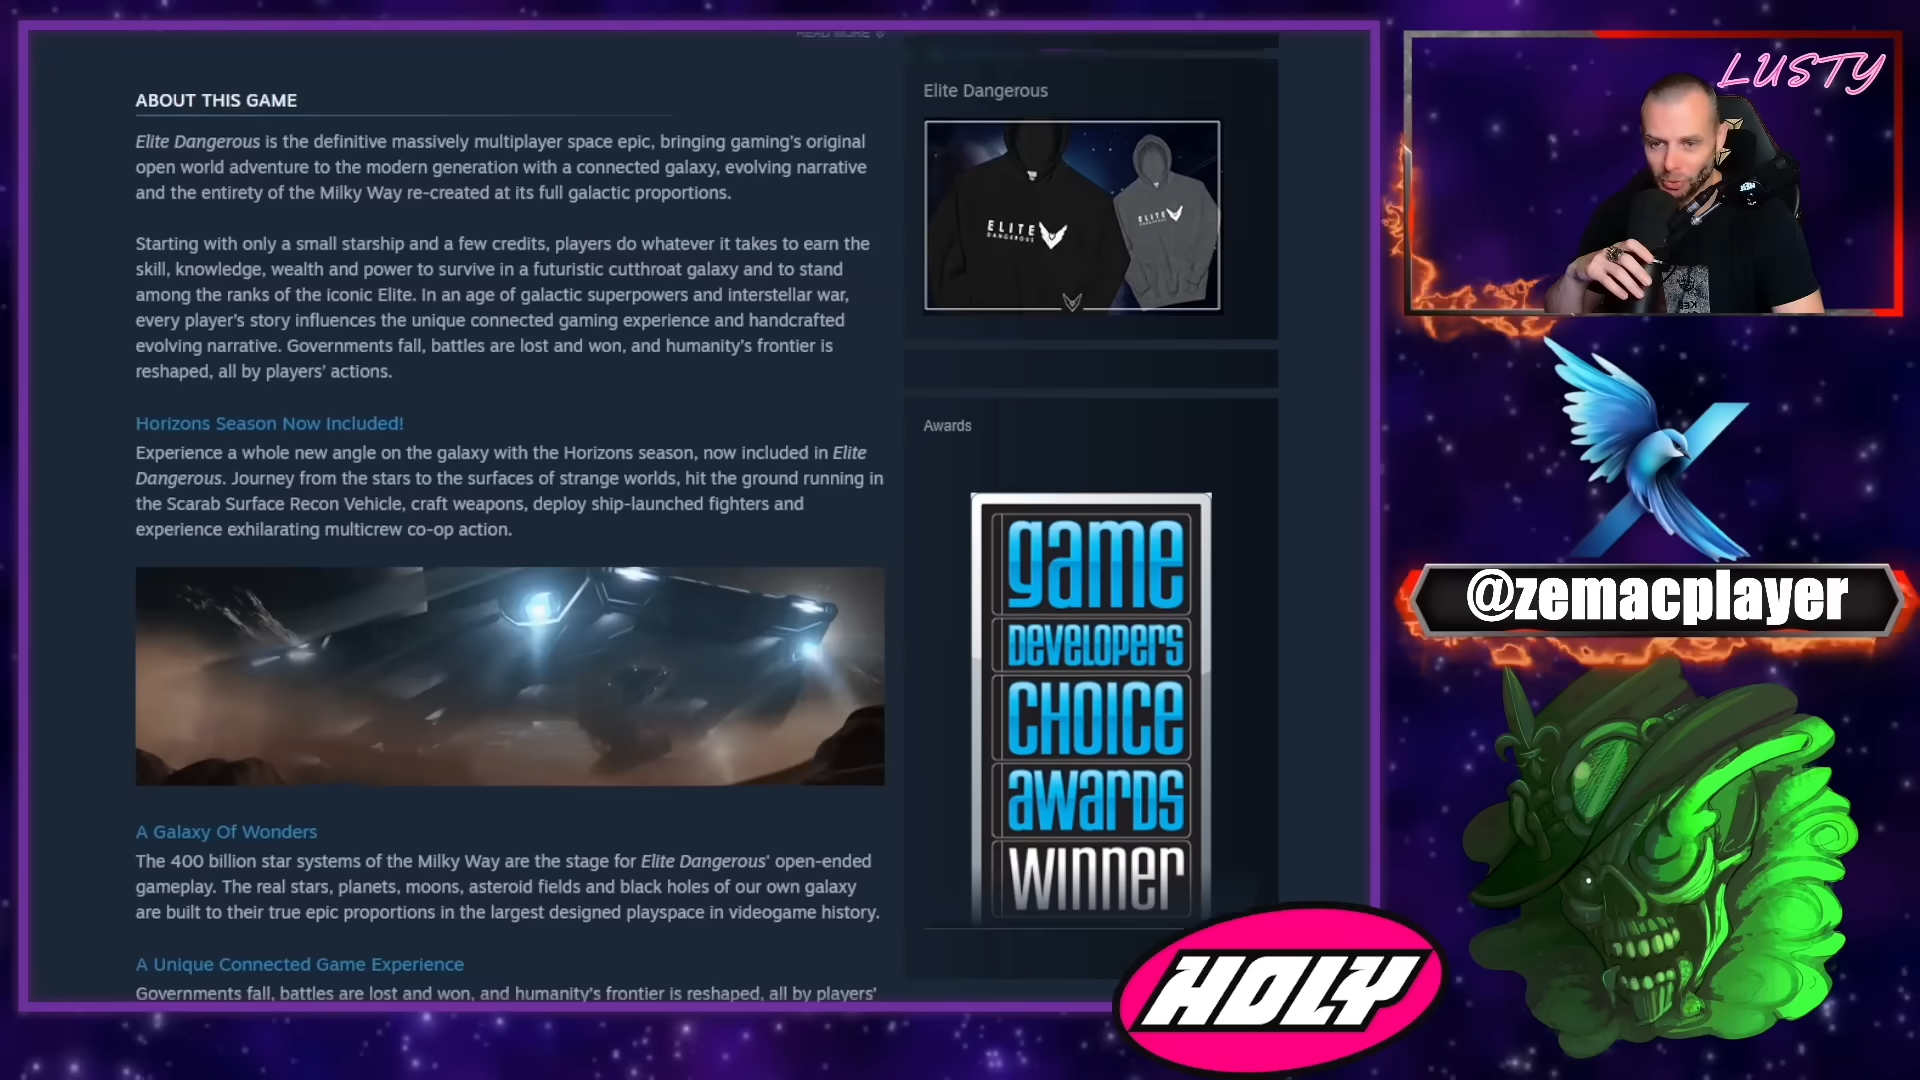 READ MORE
ABOUT THIS GAME
Elite Dangerous is the definitive massively multiplayer space epic, bringing gaming's original
open world adventure to the modern generation with a connected galaxy, evolving narrative
and the entirety of the Milky Way re-created at its full galactic proportions.
Starting with only a small starship and a few credits, players do whatever it takes to earn the
skill, knowledge, wealth and power to survive in a futuristic cutthroat galaxy and to stand
among the ranks of the iconic Elite. In an age of galactic superpowers and interstellar war,
every player's story influences the unique connected gaming experience and handcrafted
evolving narrative. Governments fall, battles are lost and won, and humanity's frontier is
reshaped, all by players' actions.
Horizons Season Now Included!
Experience a whole new angle on the galaxy with the Horizons season, now included in Elite
Dangerous. Journey from the stars to the surfaces of strange worlds, hit the ground running in
the Scarab Surface Recon Vehicle, craft weapons, deploy ship-launched fighters and
experience exhilarating multicrew co-op action.
A Galaxy Of Wonders
The 400 billion star systems of the Milky Way are the stage for Elite Dangerous' open-ended
gameplay. The real stars, planets, moons, asteroid fields and black holes of our own galaxy
are built to their true epic proportions in the largest designed playspace in videogame history.
A Unique Connected Game Experience
Governments fall, battles are lost and won, and humanity's frontier is reshaped, all by players'
Elite Dangerous
ELITE
DANGEROUS
ELITE
DANGEROUS
Awards
game
DEVELOPERS
CHOICE
awards
winner
HOLY
LUSTY
@zemacplayer